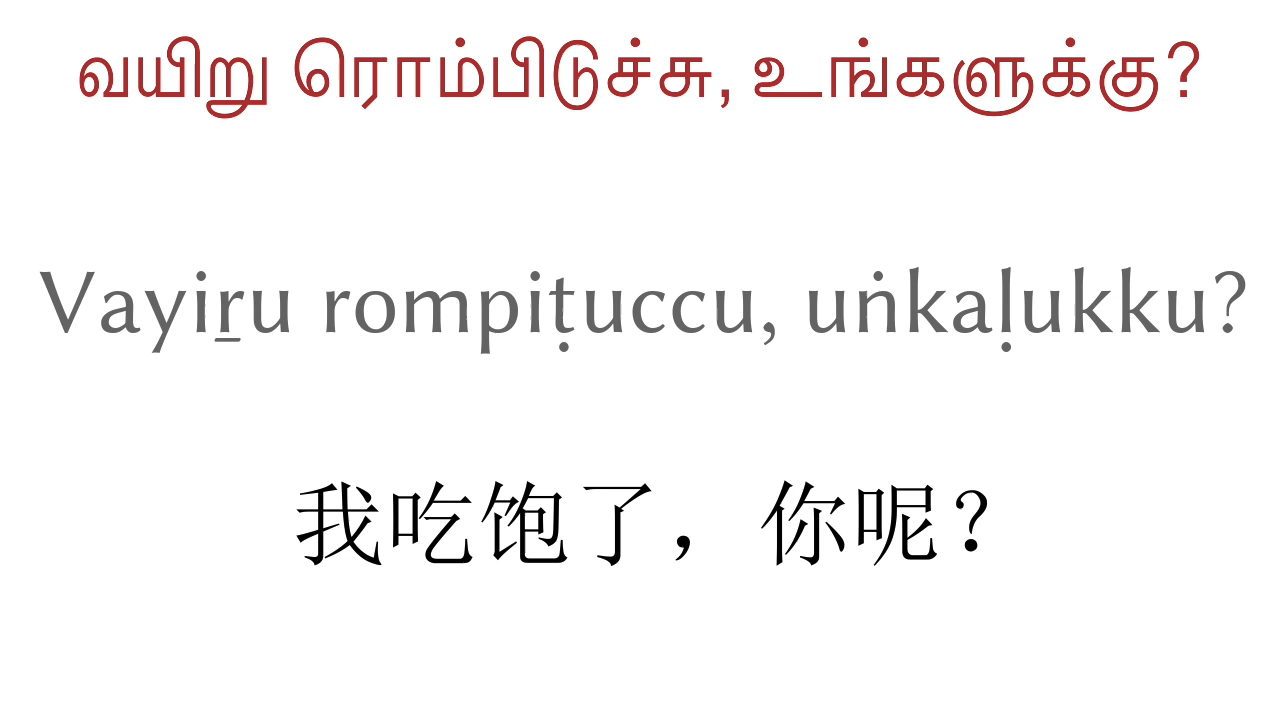 வயிறு ரொம்பிடுச்சு, உங்களுக்கு?
Vayiṟu rompiṭuccu, uṅkaḷukku?
我吃饱了，你呢？